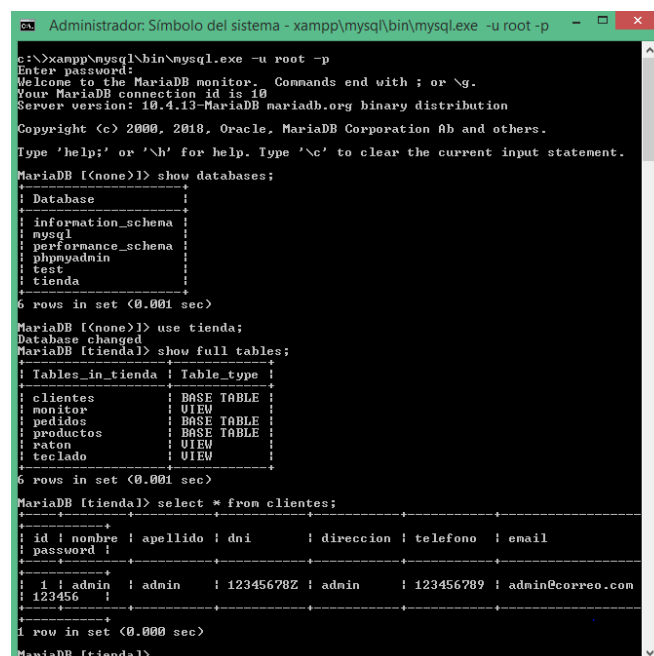 Administrador: Símbolo del sistema - xampp\mysql\bin\mysql.exe -u root -p
c:\>xampp\mysql\bin\mysql.exe -u root -p
Enter password:
Welcome to the MariaDB monitor.  Commands end with ; or \g.
Your MariaDB connection id is 10
Server version: 10.4.13-MariaDB mariadb.org binary distribution
Copyright (c) 2000, 2018, Oracle, MariaDB Corporation Ab and others.
Type 'help;' or '\h' for help. Type '\c' to clear the current input statement.
MariaDB [(none)]> show databases;
+--------------------+
| Database           |
+--------------------+
| information_schema |
| mysql              |
| performance_schema |
| phpmyadmin         |
| test               |
| tienda             |
+--------------------+
6 rows in set (0.001 sec)
MariaDB [(none)]> use tienda;
Database changed
MariaDB [tienda]> show full tables;
+------------------+------------+
| Tables_in_tienda | Table_type |
+------------------+------------+
| clientes         | BASE TABLE |
| monitor          | VIEW       |
| pedidos          | BASE TABLE |
| productos        | BASE TABLE |
| raton            | VIEW       |
| teclado          | VIEW       |
+------------------+------------+
6 rows in set (0.001 sec)
MariaDB [tienda]> select * from clientes;
+----+--------+----------+-----------+-----------+-----------+------------------
+----------+
| id | nombre | apellido | dni       | direccion | telefono  | email
| password |
+----+--------+----------+-----------+-----------+-----------+------------------
+----------+
|  1 | admin  | admin    | 12345678Z | admin     | 123456789 | admin@correo.com
| 123456   |
+----+--------+----------+-----------+-----------+-----------+------------------
+----------+
1 row in set (0.000 sec)
MariaDB [tienda]>